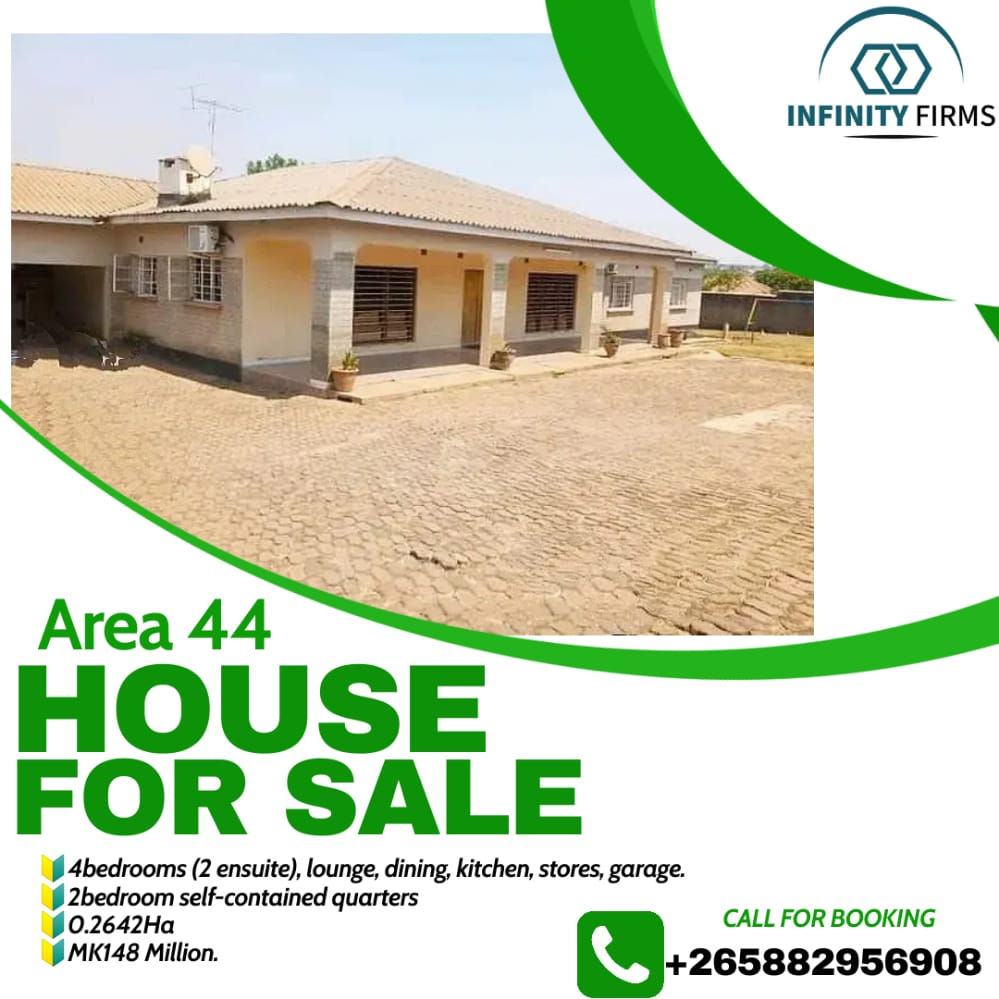 INFINITY FIRMS
Area 44
HOUSE
FOR SALE
4bedrooms (2 ensuite), lounge, dining, kitchen, stores, garage.
2bedroom self-contained quarters
0.2642Ha
MK148 Million.
CALL FOR BOOKING
+265882956908